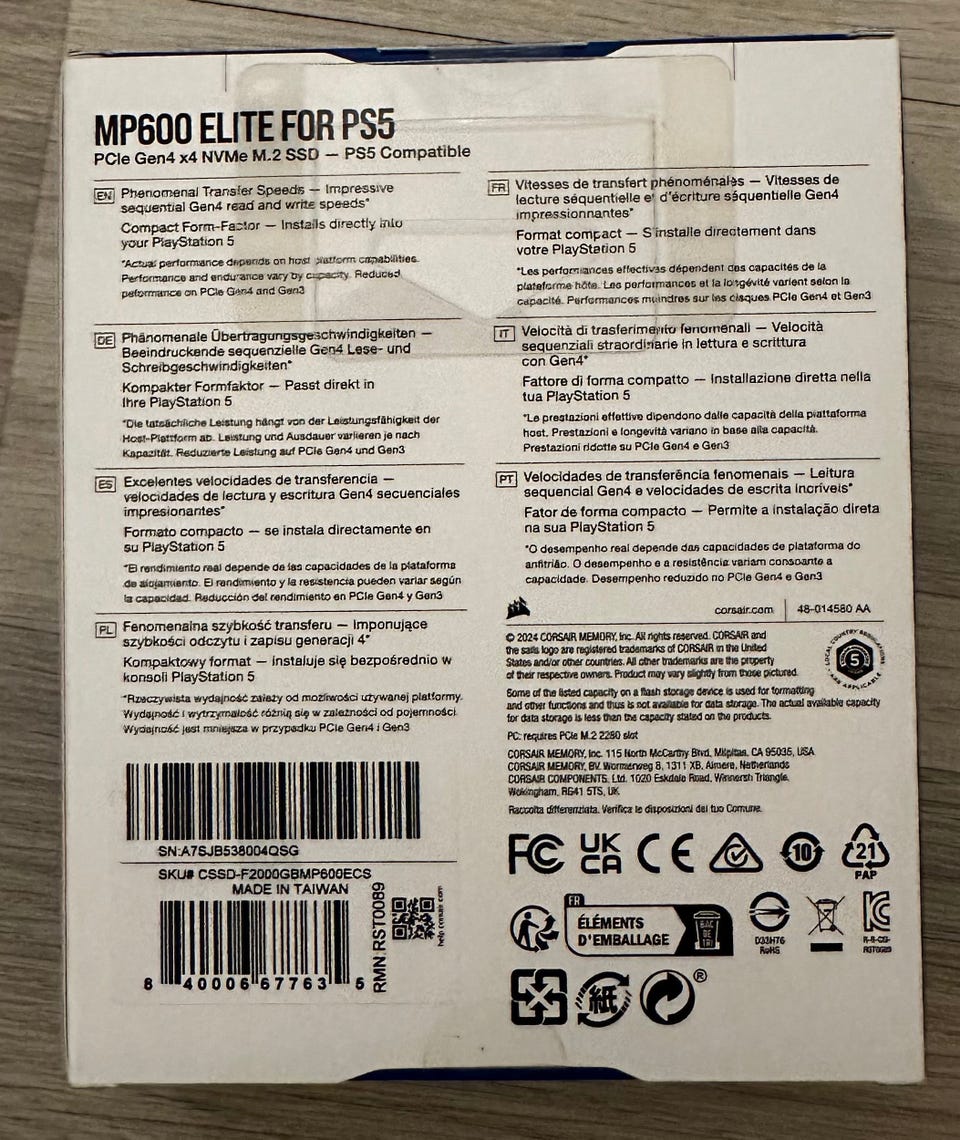 MP600 ELITE FOR PS5
PCIe Gen4 x4 NVMe M.2 SSD — PS5 Compatible
EN
Phenomenal Transfer Speeds — Impressive
sequential Gen4 read and write speeds*
Compact Form-Factor — Installs directly into
your PlayStation 5
*Actual performance depends on host platform capabilities.
Performance and endurance vary by capacity. Reduced
peformance on PCIe Gen4 and Gen3
DE
Phänomenale Übertragungsgeschwindigkeiten —
Beeindruckende sequenzielle Gen4 Lese- und
Schreibgeschwindigkeiten*
Kompakter Formfaktor — Passt direkt in
Ihre PlayStation 5
*Die tatsächliche Leistung hängt von der Leistungsfähigkeit der
Host-Plattform ab. Leistung und Ausdauer variieren je nach
Kapazität. Reduzierte Leistung auf PCIe Gen4 und Gen3
ES
Excelentes velocidades de transferencia —
velocidades de lectura y escritura Gen4 secuenciales
impresionantes*
Formato compacto — se instala directamente en
su PlayStation 5
*El rendimiento real depende de las capacidades de la plataforma
de alojamiento. El rendimiento y la resistencia pueden variar según
la capacidad. Reducción del rendimiento en PCIe Gen4 y Gen3
PL
Fenomenalna szybkość transferu — Imponujące
szybkości odczytu i zapisu generacji 4*
Kompaktowy format — instaluje się bezpośrednio w
konsoli PlayStation 5
*Rzeczywista wydajność zależy od możliwości używanej platformy.
Wydajność i wytrzymałość różnią się w zależności od pojemności.
Wydajność jest mniejsza w przypadku PCIe Gen4 i Gen3
SN:A7SJB538004QSG
SKU# CSSD-F2000GBMP600ECS
MADE IN TAIWAN
8 40006 67763 5
RMN:RST0089
help.corsair.com
FR
Vitesses de transfert phénoménales — Vitesses de
lecture séquentielle et d'écriture séquentielle Gen4
impressionnantes*
Format compact — S'installe directement dans
votre PlayStation 5
*Les performances effectives dépendent des capacités de la
plateforme hôte. Les performances et la longévité varient selon la
capacité. Performances moindres sur les disques PCIe Gen4 et Gen3
IT
Velocità di trasferimento fenomenali — Velocità
sequenziali straordinarie in lettura e scrittura
con Gen4*
Fattore di forma compatto — Installazione diretta nella
tua PlayStation 5
*Le prestazioni effettive dipendono dalle capacità della piattaforma
host. Prestazioni e longevità variano in base alla capacità.
Prestazioni ridotte su PCIe Gen4 e Gen3
PT
Velocidades de transferência fenomenais — Leitura
sequencial Gen4 e velocidades de escrita incríveis*
Fator de forma compacto — Permite a instalação direta
na sua PlayStation 5
*O desempenho real depende das capacidades de plataforma do
anfitrião. O desempenho e a resistência variam consoante a
capacidade. Desempenho reduzido no PCIe Gen4 e Gen3
corsair.com
48-014580 AA
© 2024 CORSAIR MEMORY, Inc. All rights reserved. CORSAIR and
the sails logo are registered trademarks of CORSAIR in the United
States and/or other countries. All other trademarks are the property
of their respective owners. Product may vary slightly from those pictured.
LOCAL COUNTRY REGULATIONS
5
ARE APPLICABLE
Some of the listed capacity on a flash storage device is used for formatting
and other functions and thus is not available for data storage. The actual available capacity
for data storage is less than the capacity stated on the products.
PC: requires PCIe M.2 2280 slot
CORSAIR MEMORY, Inc. 115 North McCarthy Blvd, Milpitas, CA 95035, USA
CORSAIR MEMORY, BV. Wormerweg 8, 1311 XB, Almere, Netherlands
CORSAIR COMPONENTS, Ltd. 1020 Eskdale Road, Winnersh Triangle,
Wokingham, RG41 5TS, UK
Raccolta differenziata. Verifica le disposizioni del tuo Comune.
FC
UK
CA
CE
10
21
PAP
FR
ÉLÉMENTS
D'EMBALLAGE
BAC
DE
TRI
D33H76
RoHS
R-R-CO-
RST0089
紙
®